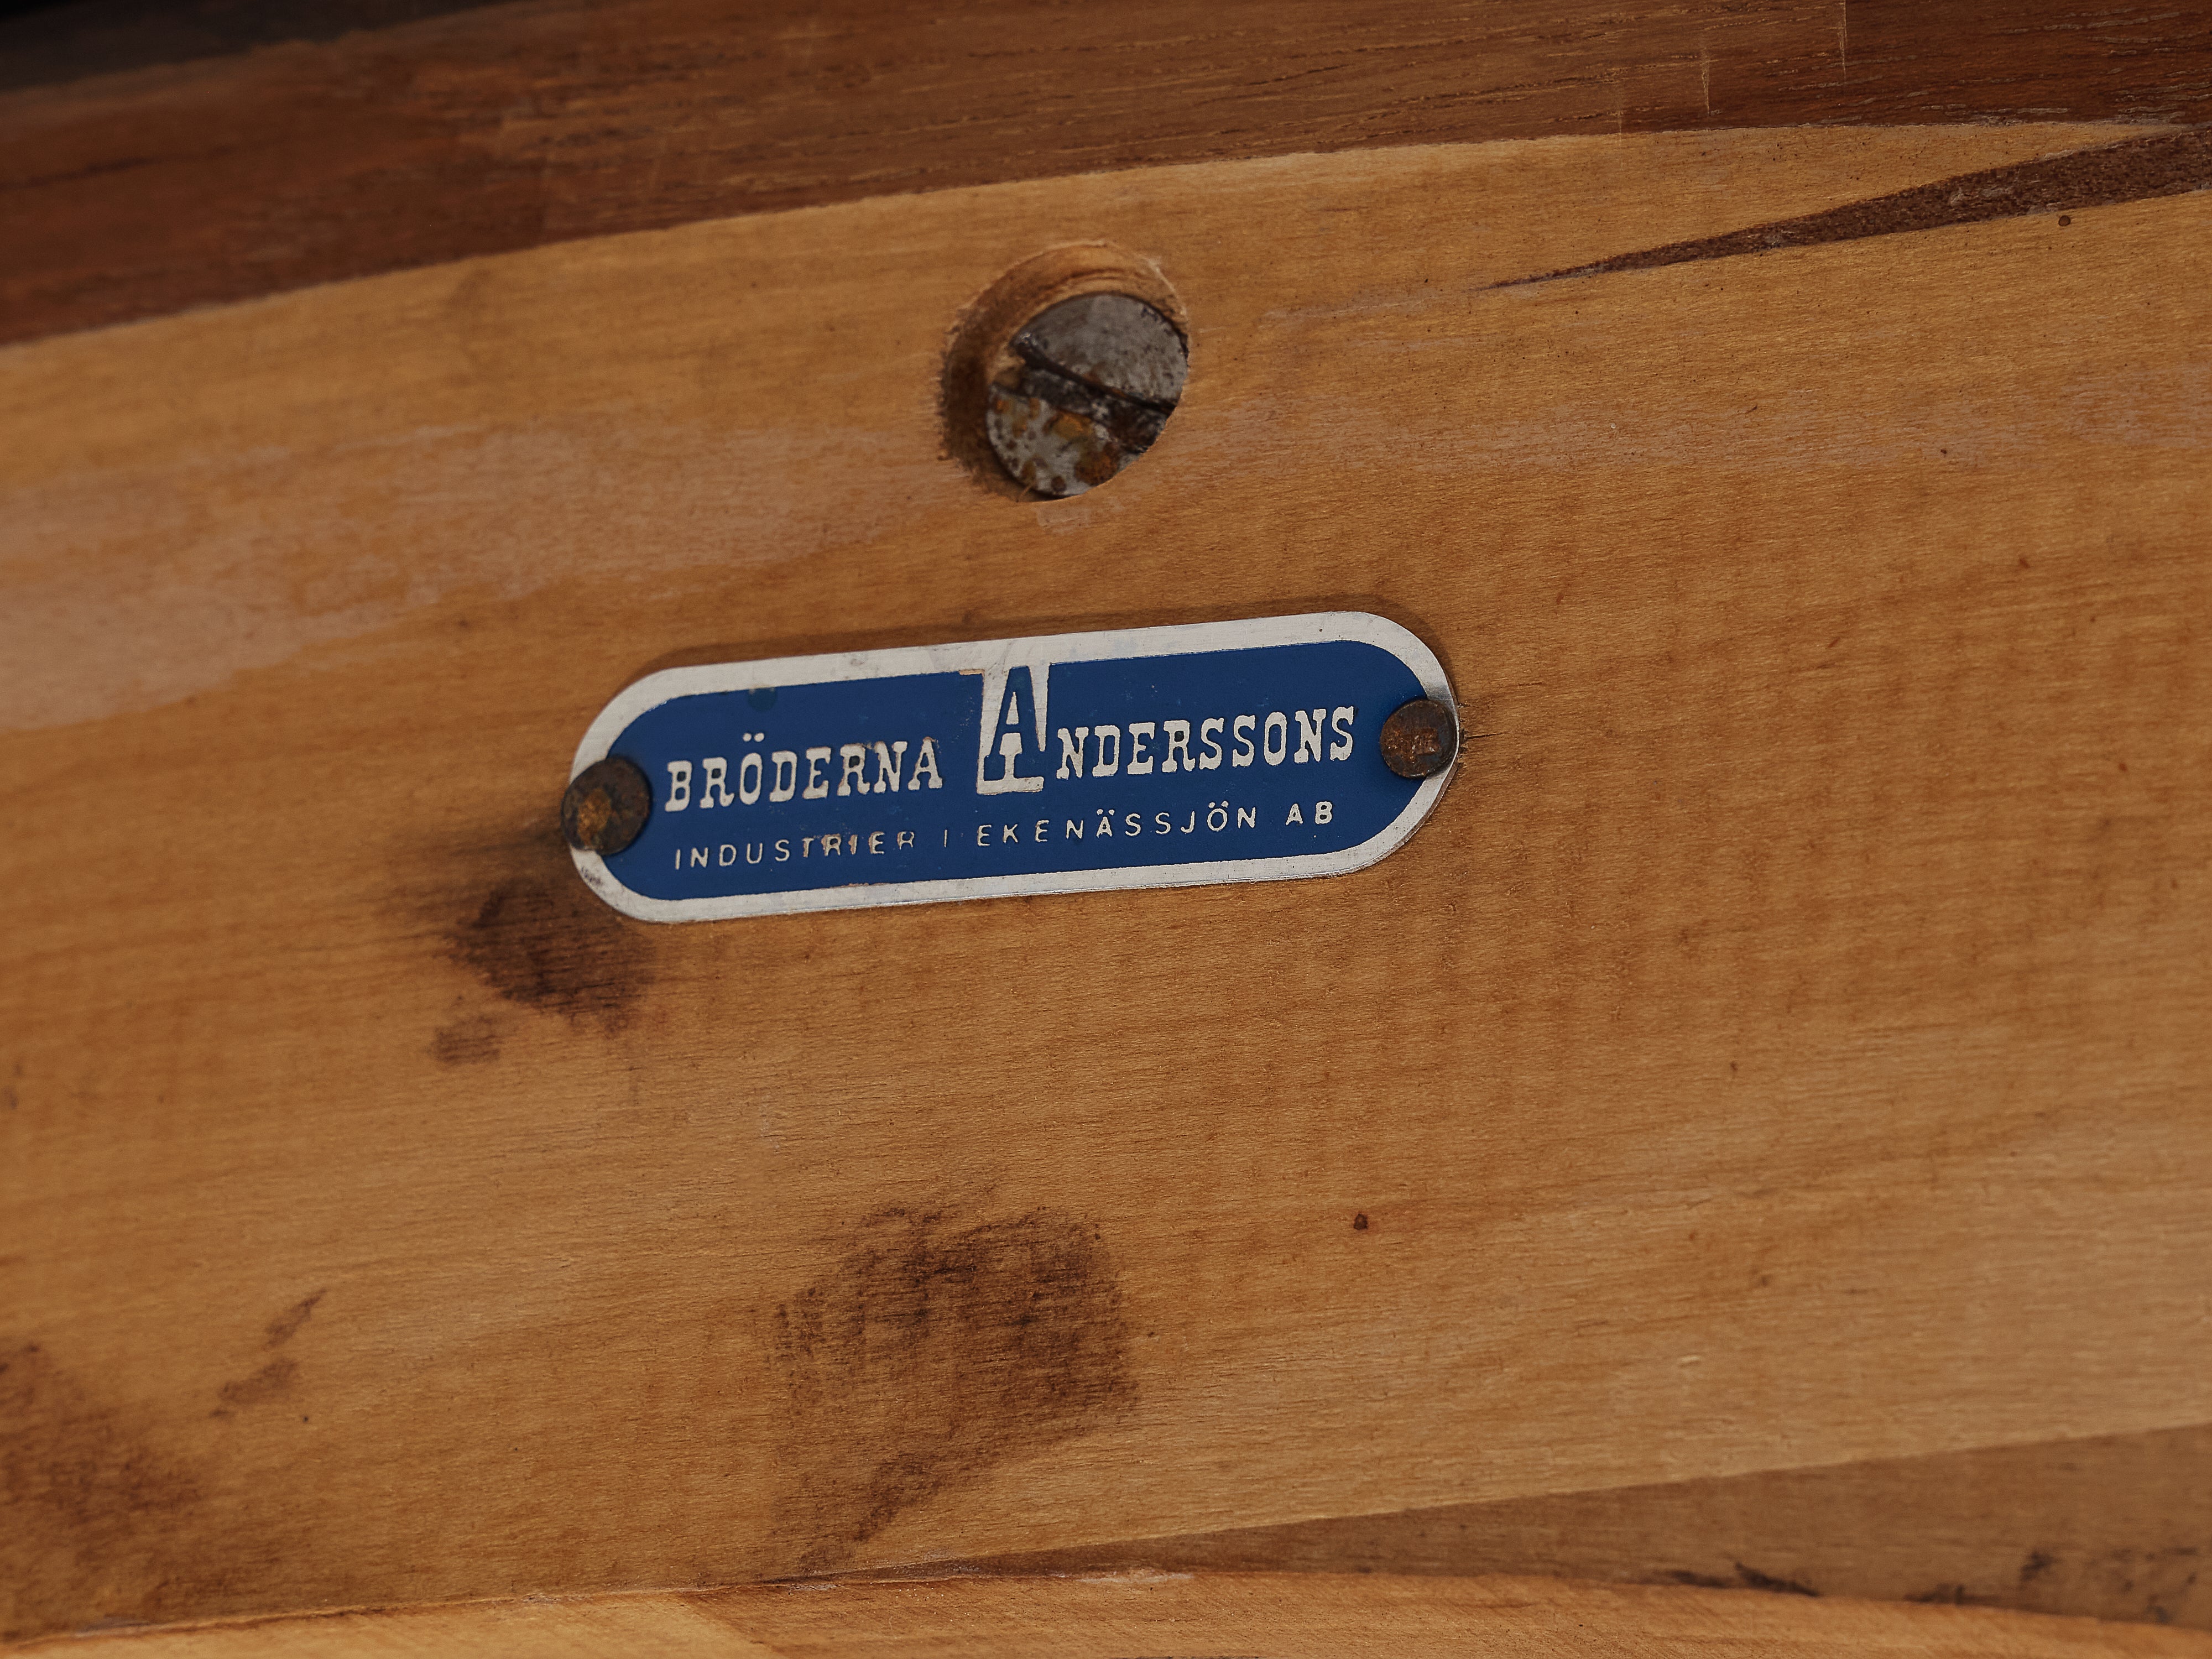 BRÖDERNA ANDERSSONS
INDUSTRIER I EKENÄSSJÖN AB